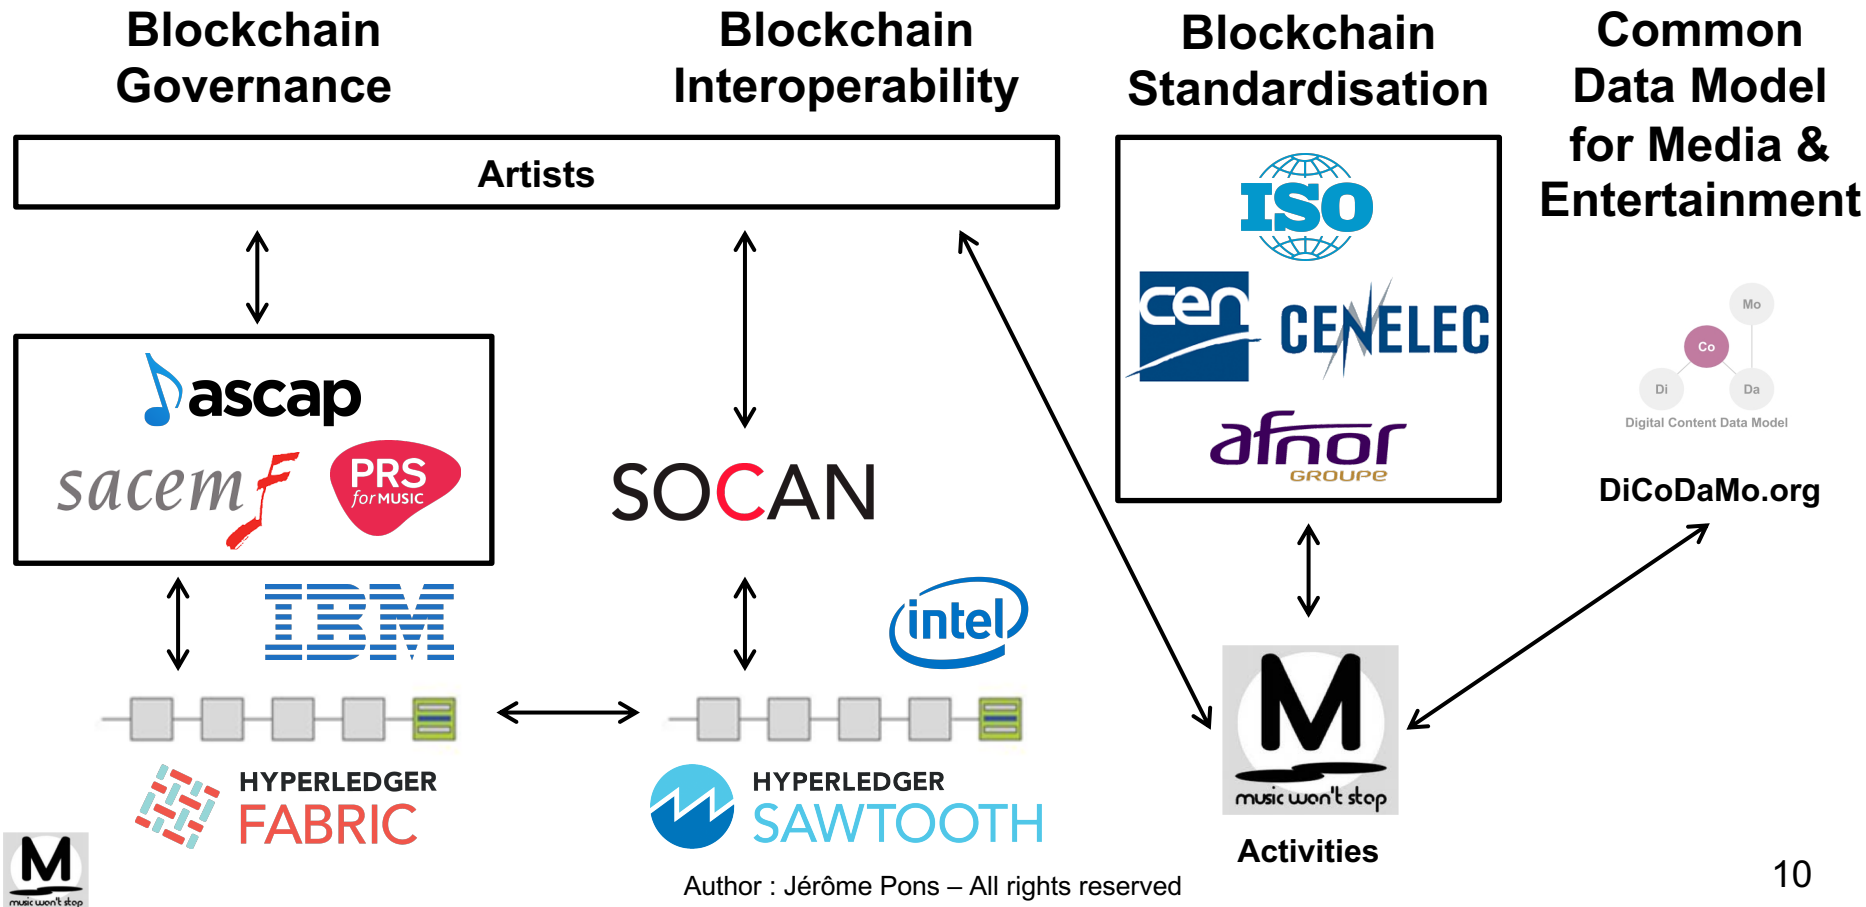 Blockchain
Governance
Blockchain
Interoperability
Blockchain
Standardisation
Common
Data Model
for Media &
Entertainment
Artists
ascap
sacem
PRS
for MUSIC
IBM
HYPERLEDGER
FABRIC
SOCAN
intel
HYPERLEDGER
SAWTOOTH
ISO
cen
CENELEC
afnor
GROUPE
M
music won't stop
Activities
Mo
Co
Di
Da
Digital Content Data Model
DiCoDaMo.org
M
music won't stop
Author : Jérôme Pons – All rights reserved
10